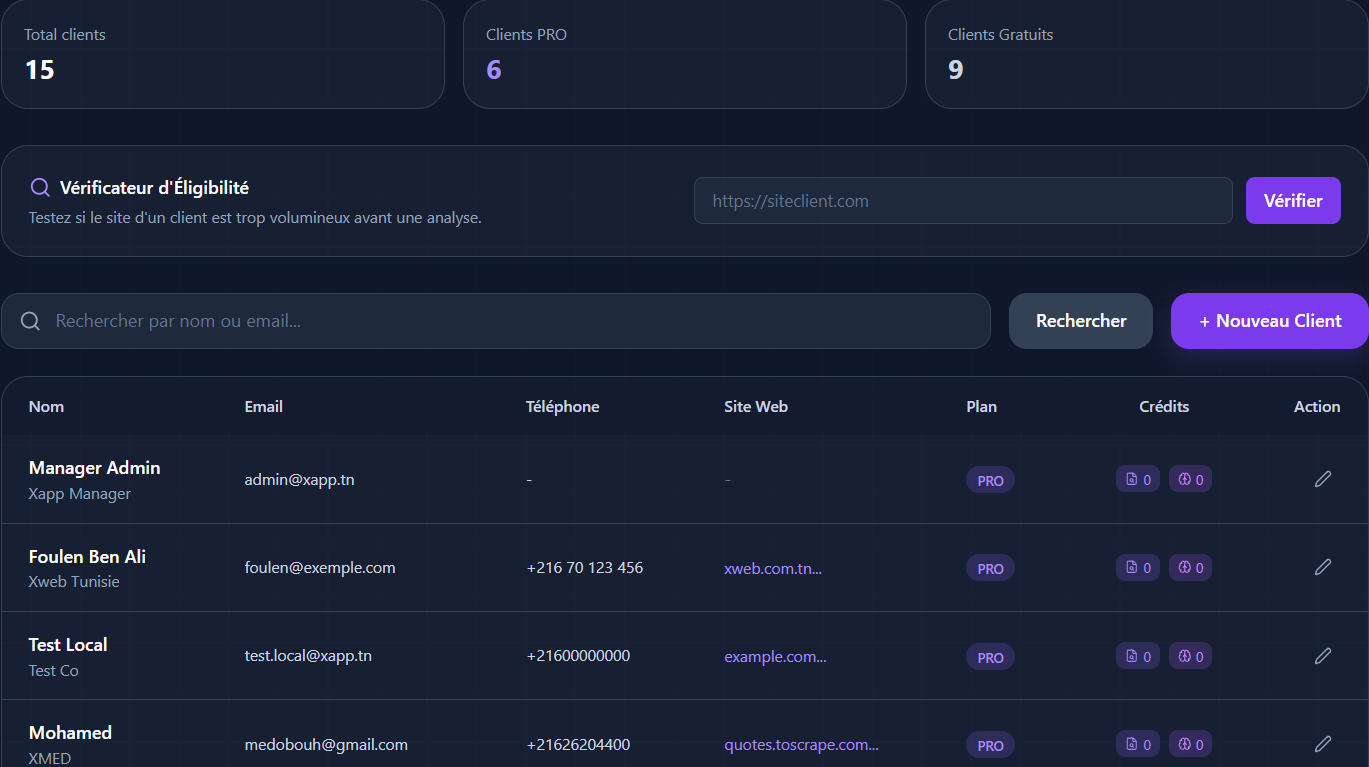 Total clients
15
Clients PRO
6
Clients Gratuits
9
Vérificateur d'Éligibilité
Testez si le site d'un client est trop volumineux avant une analyse.
https://siteclient.com
Vérifier
Rechercher par nom ou email...
Rechercher
+ Nouveau Client
Nom Email Téléphone Site Web Plan Crédits Action
Manager Admin
Xapp Manager
admin@xapp.tn - - PRO 0 0
Foulen Ben Ali
Xweb Tunisie
foulen@exemple.com +216 70 123 456 xweb.com.tn... PRO 0 0
Test Local
Test Co
test.local@xapp.tn +21600000000 example.com... PRO 0 0
Mohamed
XMED
medobouh@gmail.com +21626204400 quotes.toscrape.com... PRO 0 0